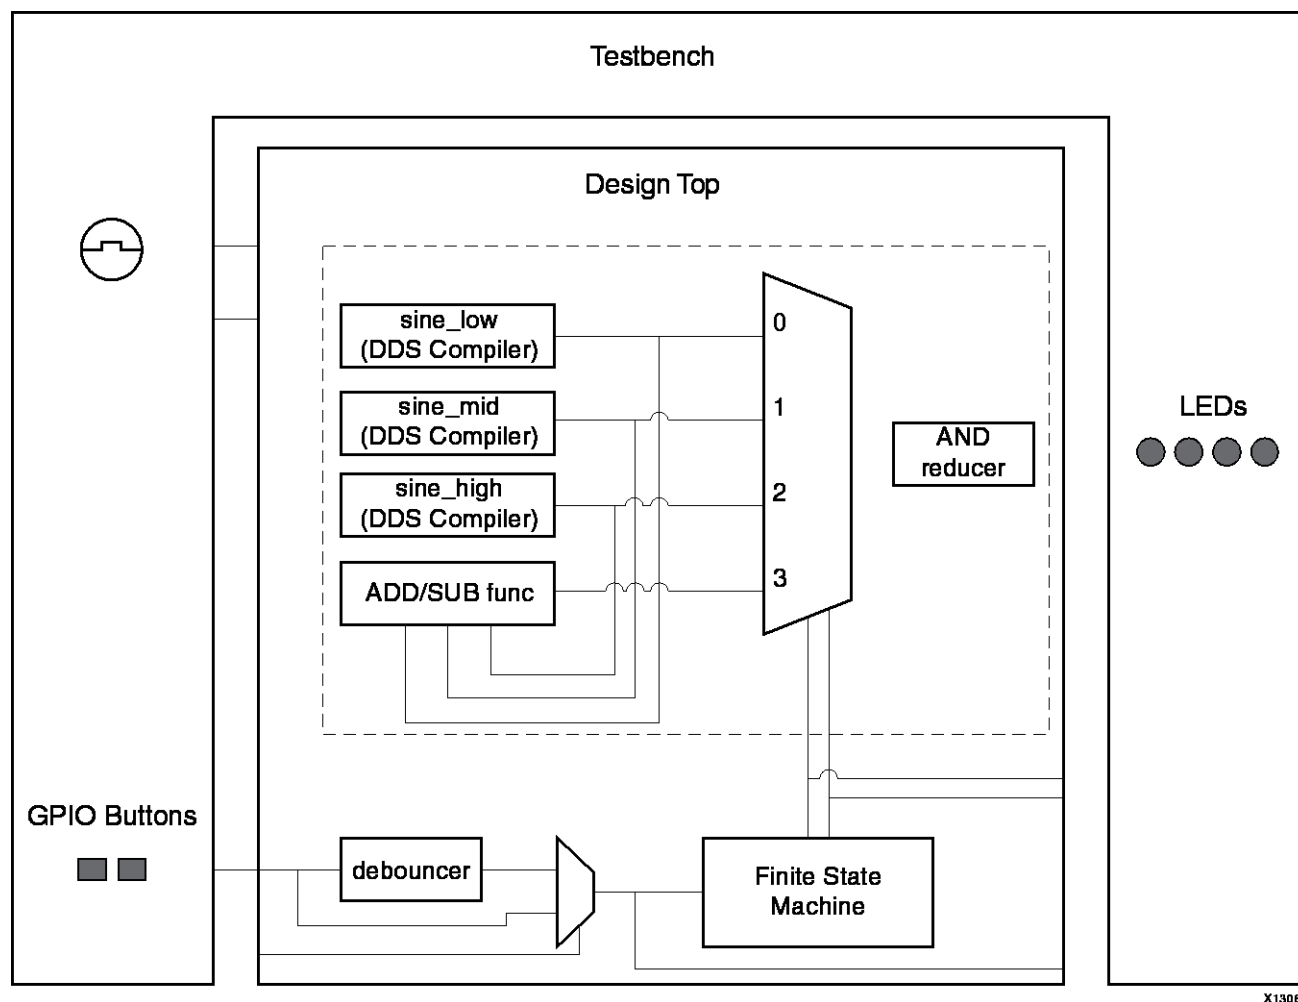 Testbench
Design Top
sine_low
(DDS Compiler)
0
sine_mid
(DDS Compiler)
1
sine_high
(DDS Compiler)
2
ADD/SUB func
3
AND
reducer
LEDs
GPIO Buttons
debouncer
Finite State
Machine